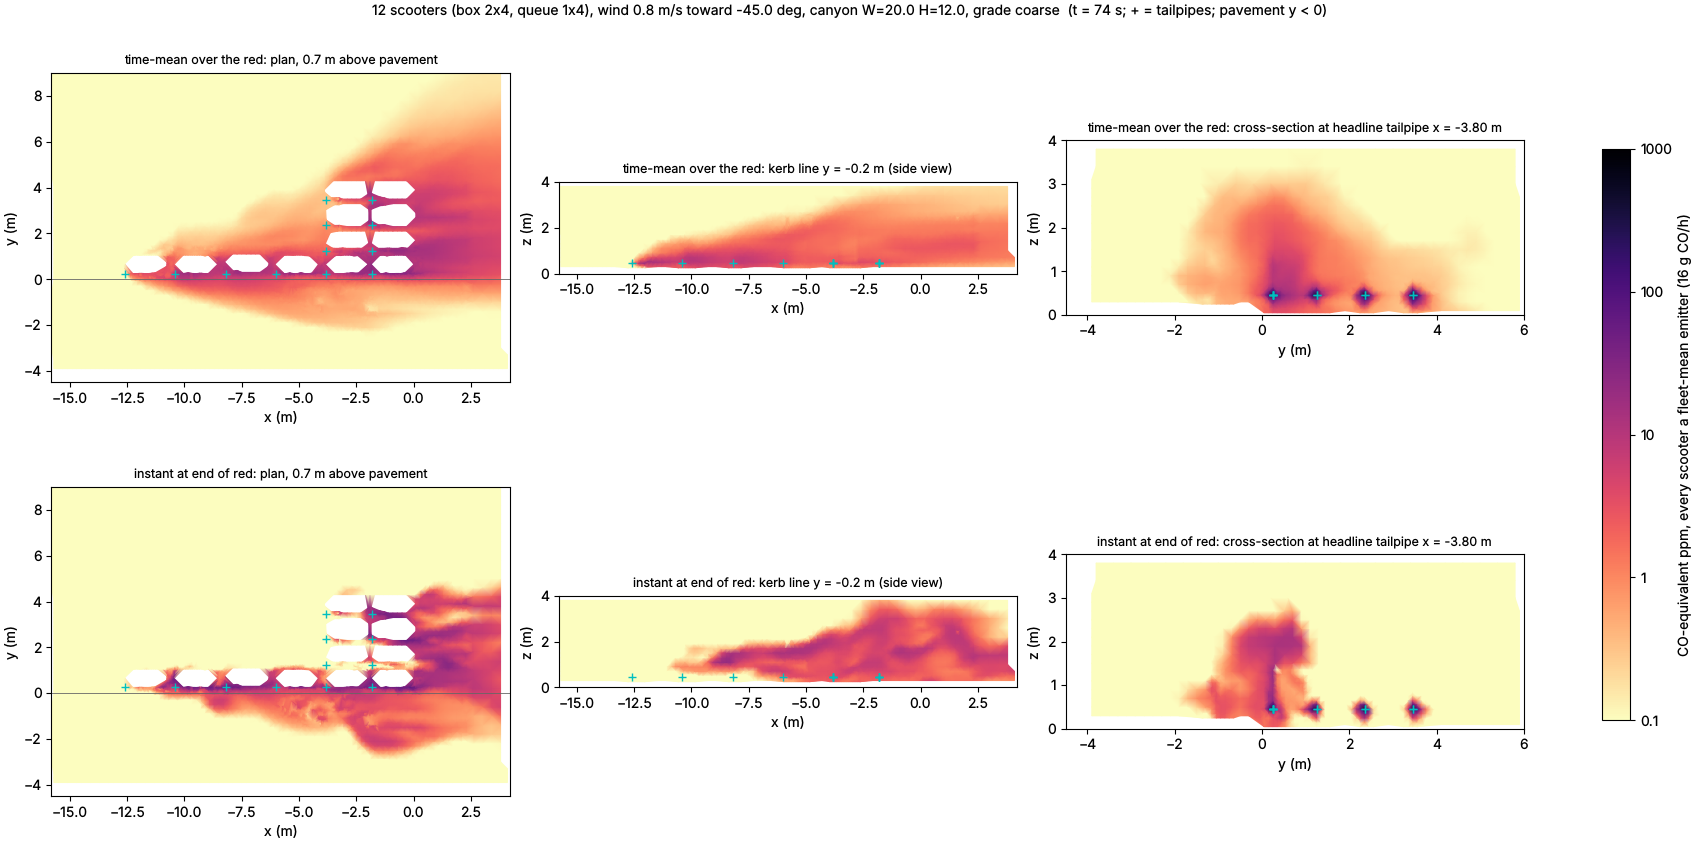 12 scooters (box 2x4, queue 1x4), wind 0.8 m/s toward -45.0 deg, canyon W=20.0 H=12.0, grade coarse (t = 74 s; + = tailpipes; pavement y < 0)
time-mean over the red: plan, 0.7 m above pavement
8
6
4
2
0
−2
−4
y (m)
−15.0 −12.5 −10.0 −7.5 −5.0 −2.5 0.0 2.5
x (m)
time-mean over the red: kerb line y = -0.2 m (side view)
4
2
0
z (m)
−15.0 −12.5 −10.0 −7.5 −5.0 −2.5 0.0 2.5
x (m)
time-mean over the red: cross-section at headline tailpipe x = -3.80 m
4
3
2
1
0
z (m)
−4 −2 0 2 4 6
y (m)
instant at end of red: plan, 0.7 m above pavement
8
6
4
2
0
−2
−4
y (m)
−15.0 −12.5 −10.0 −7.5 −5.0 −2.5 0.0 2.5
x (m)
instant at end of red: kerb line y = -0.2 m (side view)
4
2
0
z (m)
−15.0 −12.5 −10.0 −7.5 −5.0 −2.5 0.0 2.5
x (m)
instant at end of red: cross-section at headline tailpipe x = -3.80 m
4
3
2
1
0
z (m)
−4 −2 0 2 4 6
y (m)
1000
100
10
1
0.1
CO-equivalent ppm, every scooter a fleet-mean emitter (16 g CO/h)